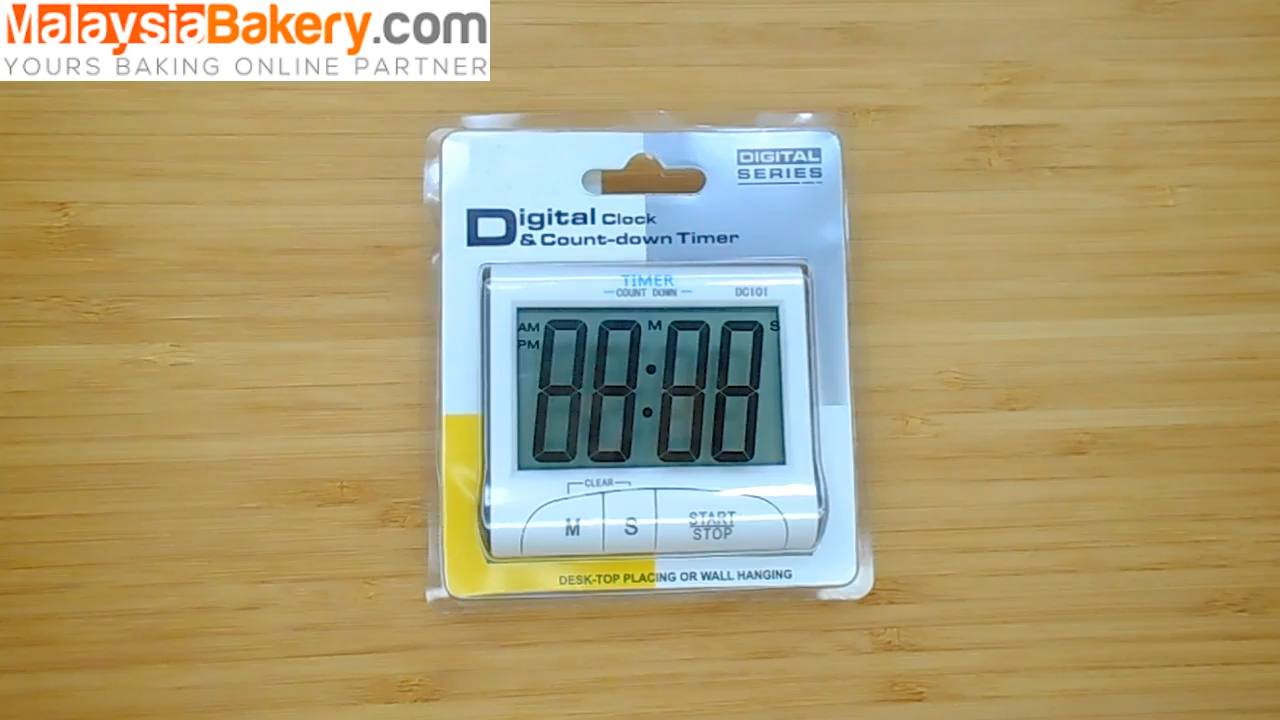 MalaysiaBakery.com
YOURS BAKING ONLINE PARTNER
DIGITAL
SERIES
Digital Clock
& Count-down Timer
TIMER
COUNT DOWN
DC101
AM M S
PM
88:88
CLEAR
M S START
STOP
DESK-TOP PLACING OR WALL HANGING